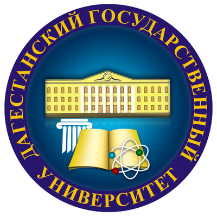 ДАГЕСТАНСКИЙ ГОСУДАРСТВЕННЫЙ
УНИВЕРСИТЕТ